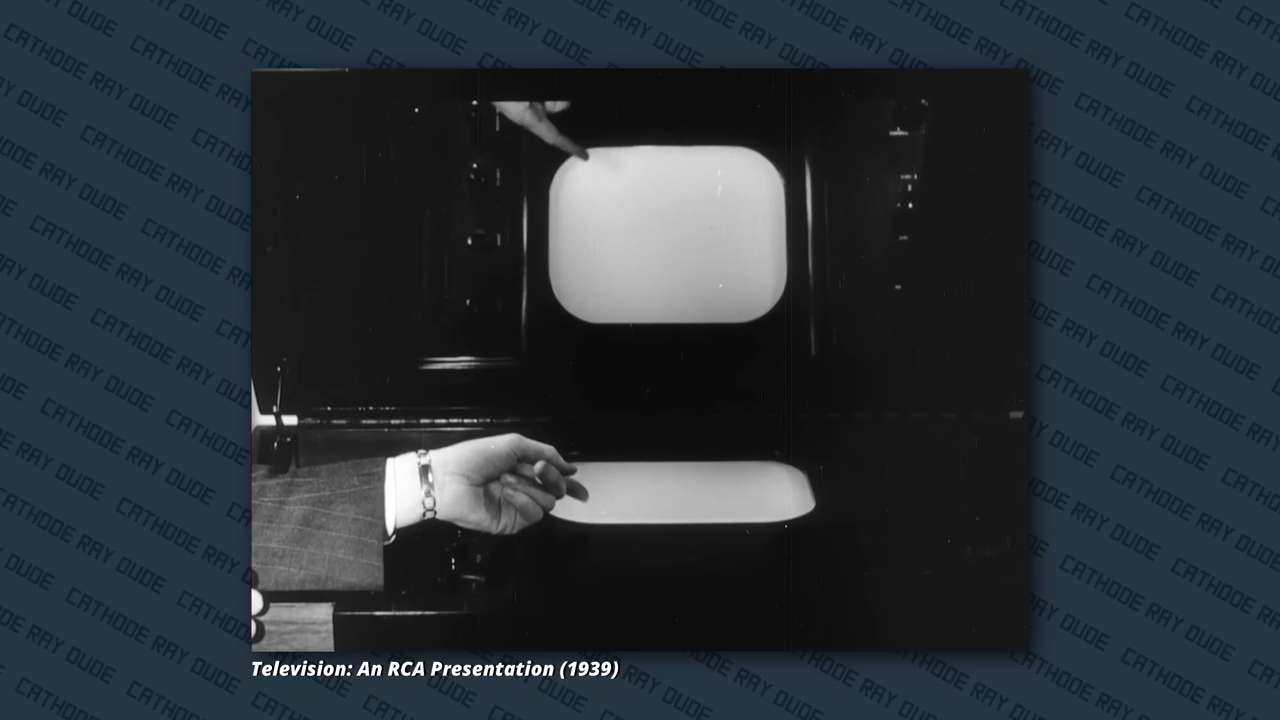 CATHODE RAY DUDE
Television: An RCA Presentation (1939)